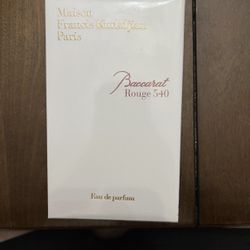 Maison
Francis Kurkdjian
Paris
Baccarat
Rouge 540
Eau de parfum